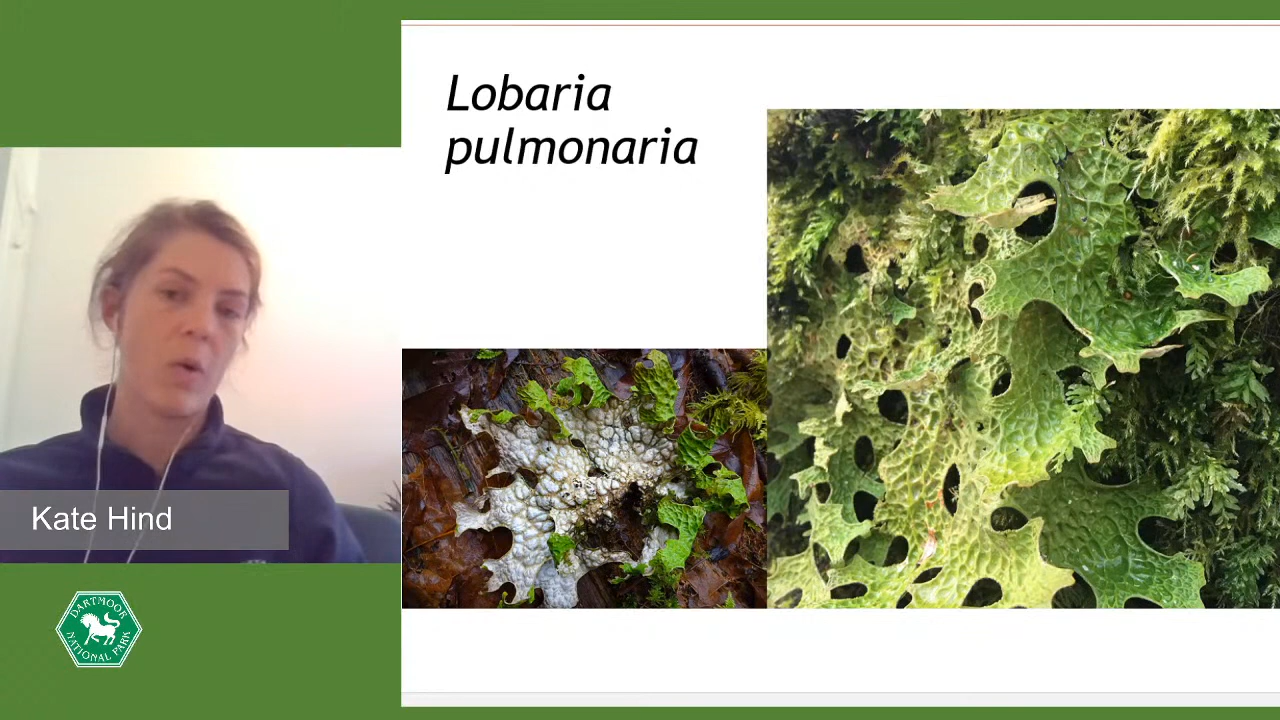 Lobaria
pulmonaria
Kate Hind
DARTMOOR
NATIONAL PARK